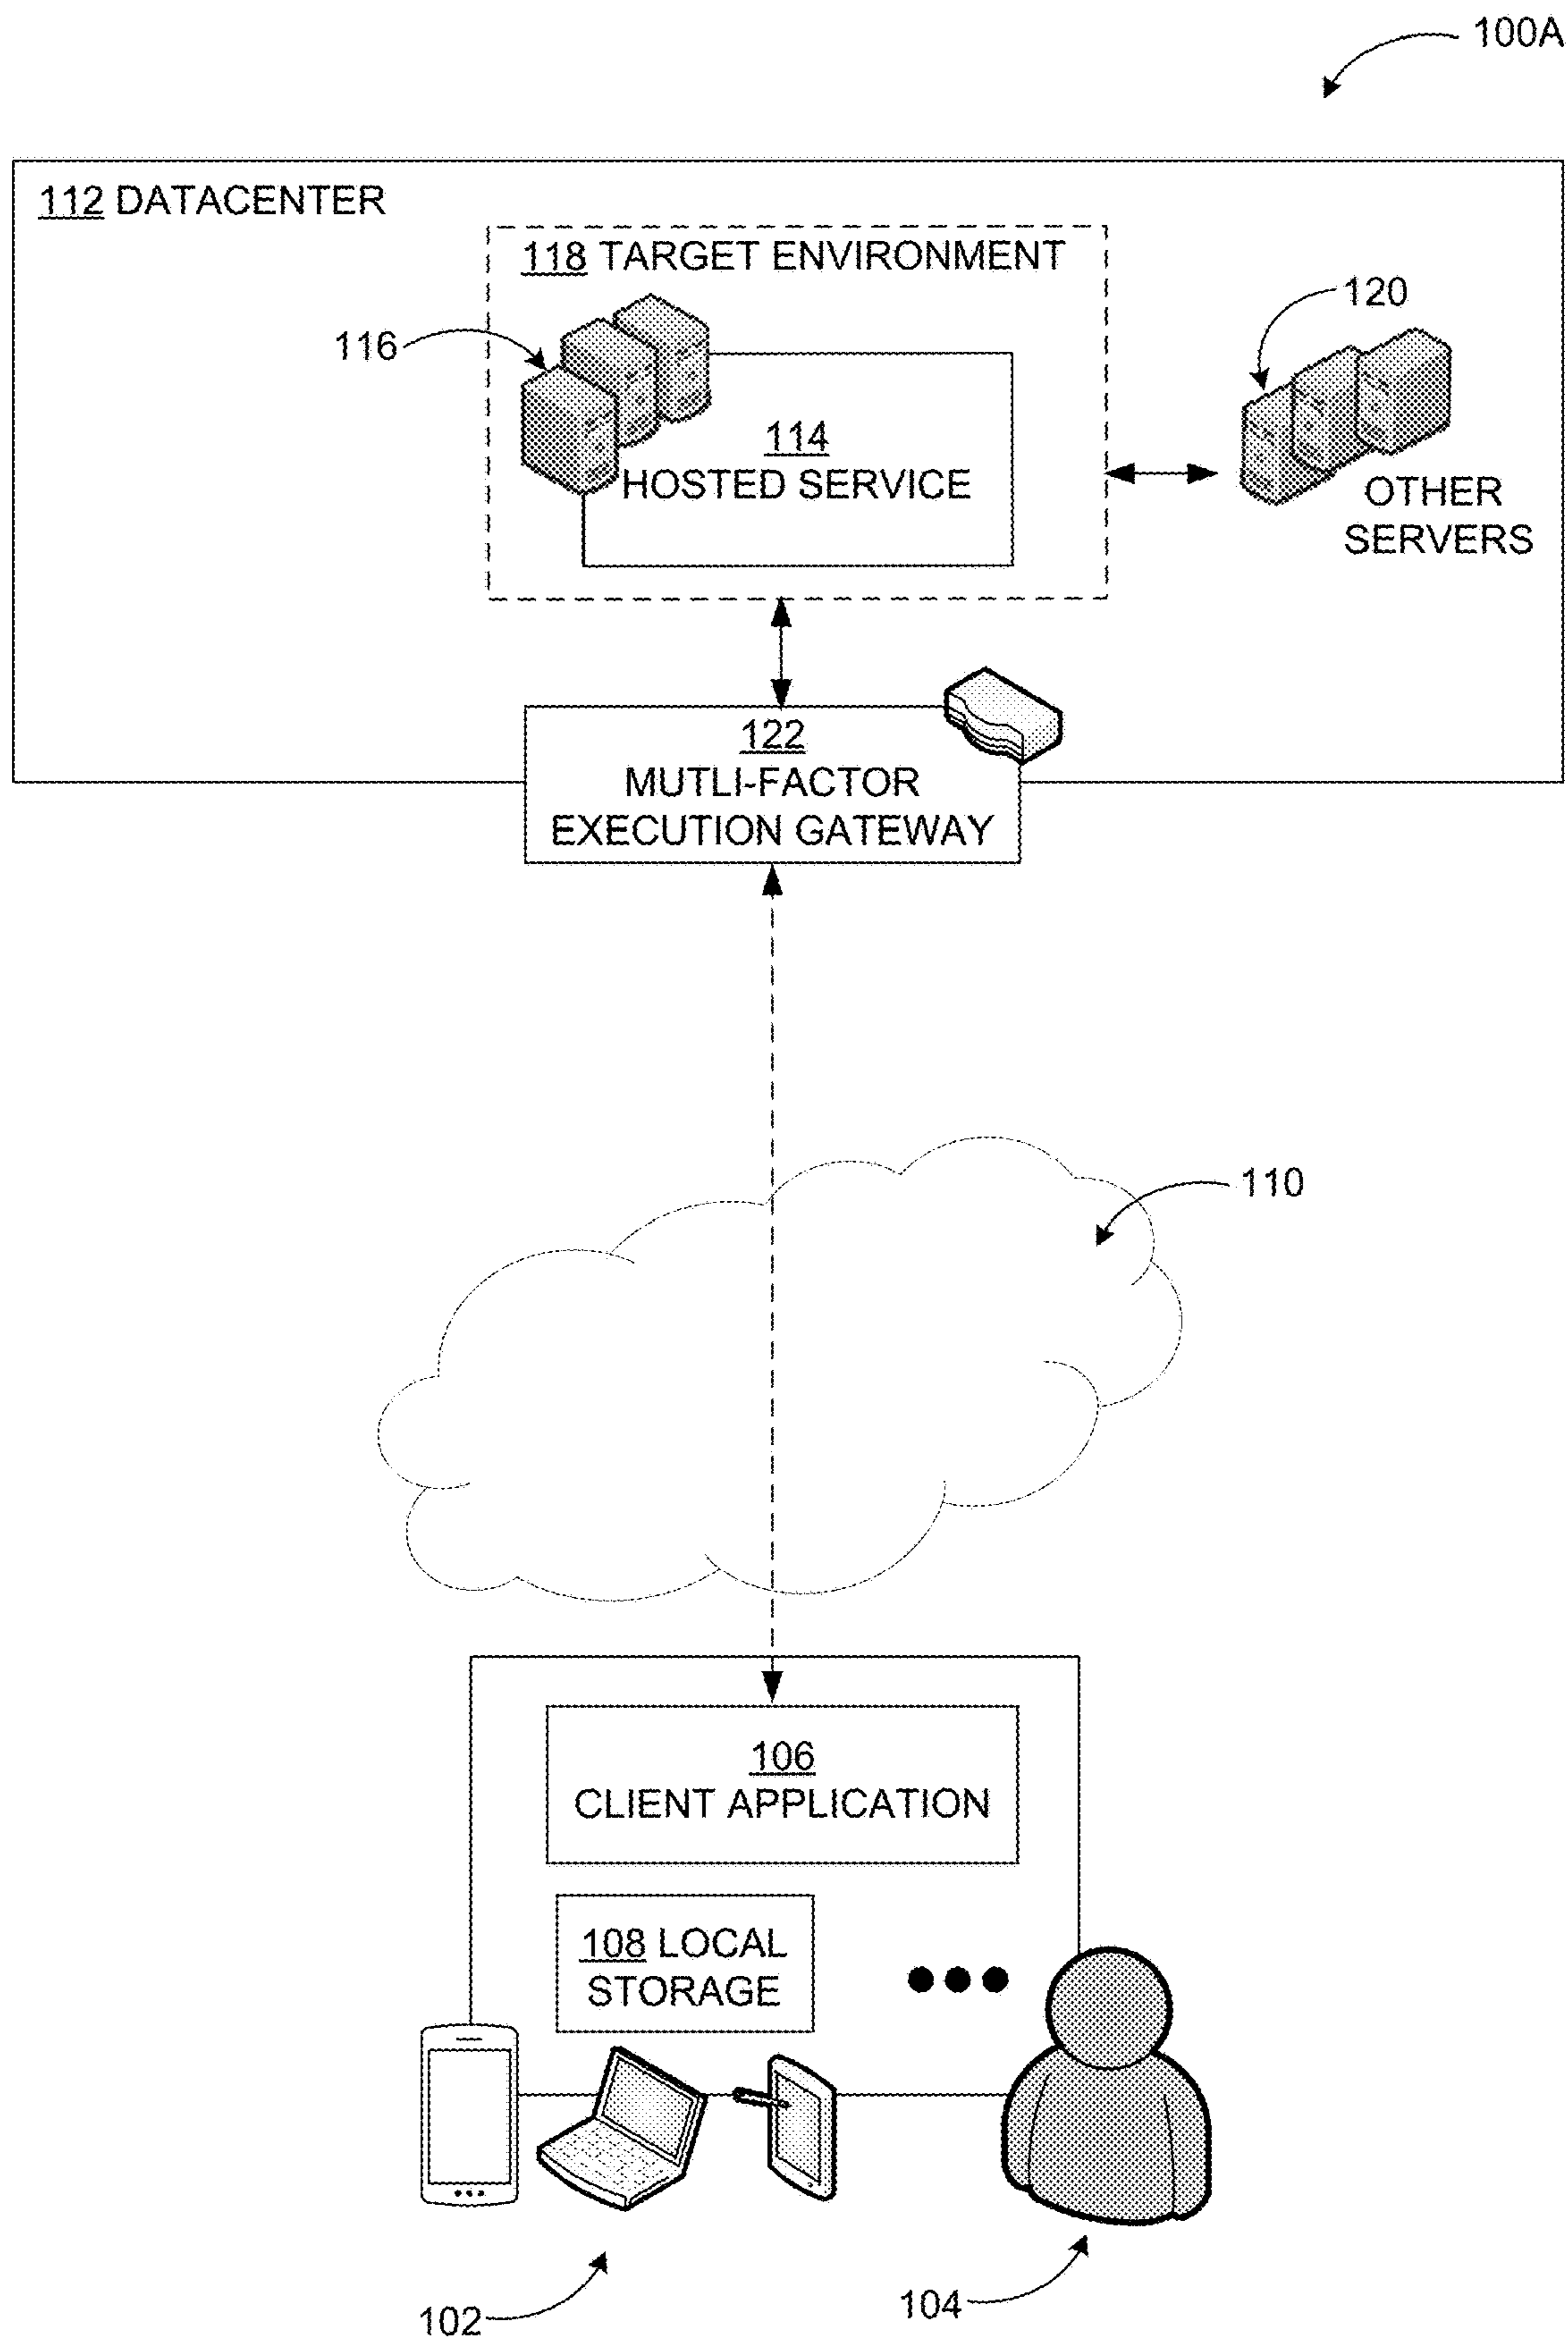 100A
112 DATACENTER
118 TARGET ENVIRONMENT
120
116
114
HOSTED SERVICE
OTHER
SERVERS
122
MUTLI-FACTOR
EXECUTION GATEWAY
110
106
CLIENT APPLICATION
108 LOCAL
STORAGE
102
104